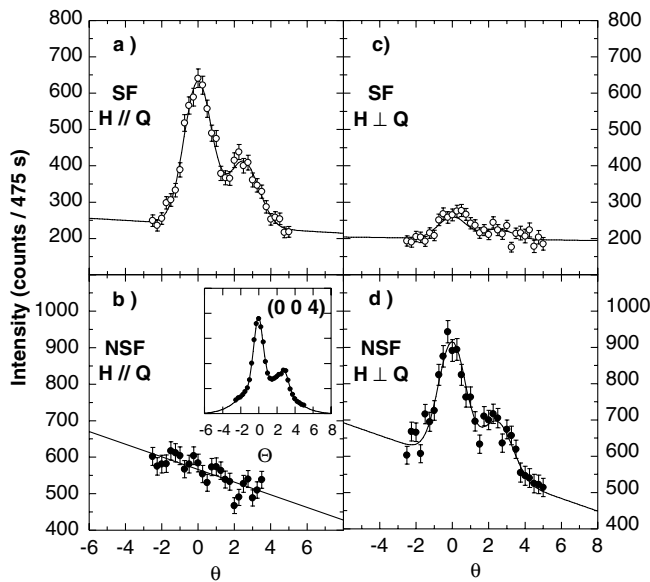 Intensity (counts / 475 s)
800
700
600
500
400
300
200
a )
SF
H // Q
c )
SF
H ⊥ Q
800
700
600
500
400
300
200
1000
900
800
700
600
500
400
b )
NSF
H // Q
(0 0 4)
-6 -4 -2 0 2 4 6 8
Θ
d )
NSF
H ⊥ Q
1000
900
800
700
600
500
400
-6 -4 -2 0 2 4 6 8
θ
-4 -2 0 2 4 6 8
θ